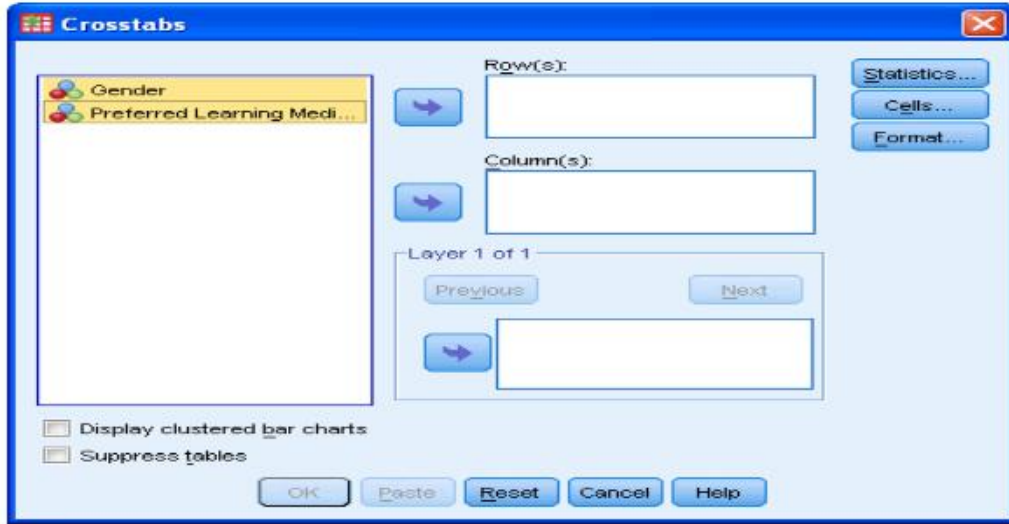 Crosstabs
Gender
Preferred Learning Medi...
Row(s):
Column(s):
Layer 1 of 1
Previous
Next
Statistics...
Cells...
Format...
Display clustered bar charts
Suppress tables
OK
Paste
Reset
Cancel
Help